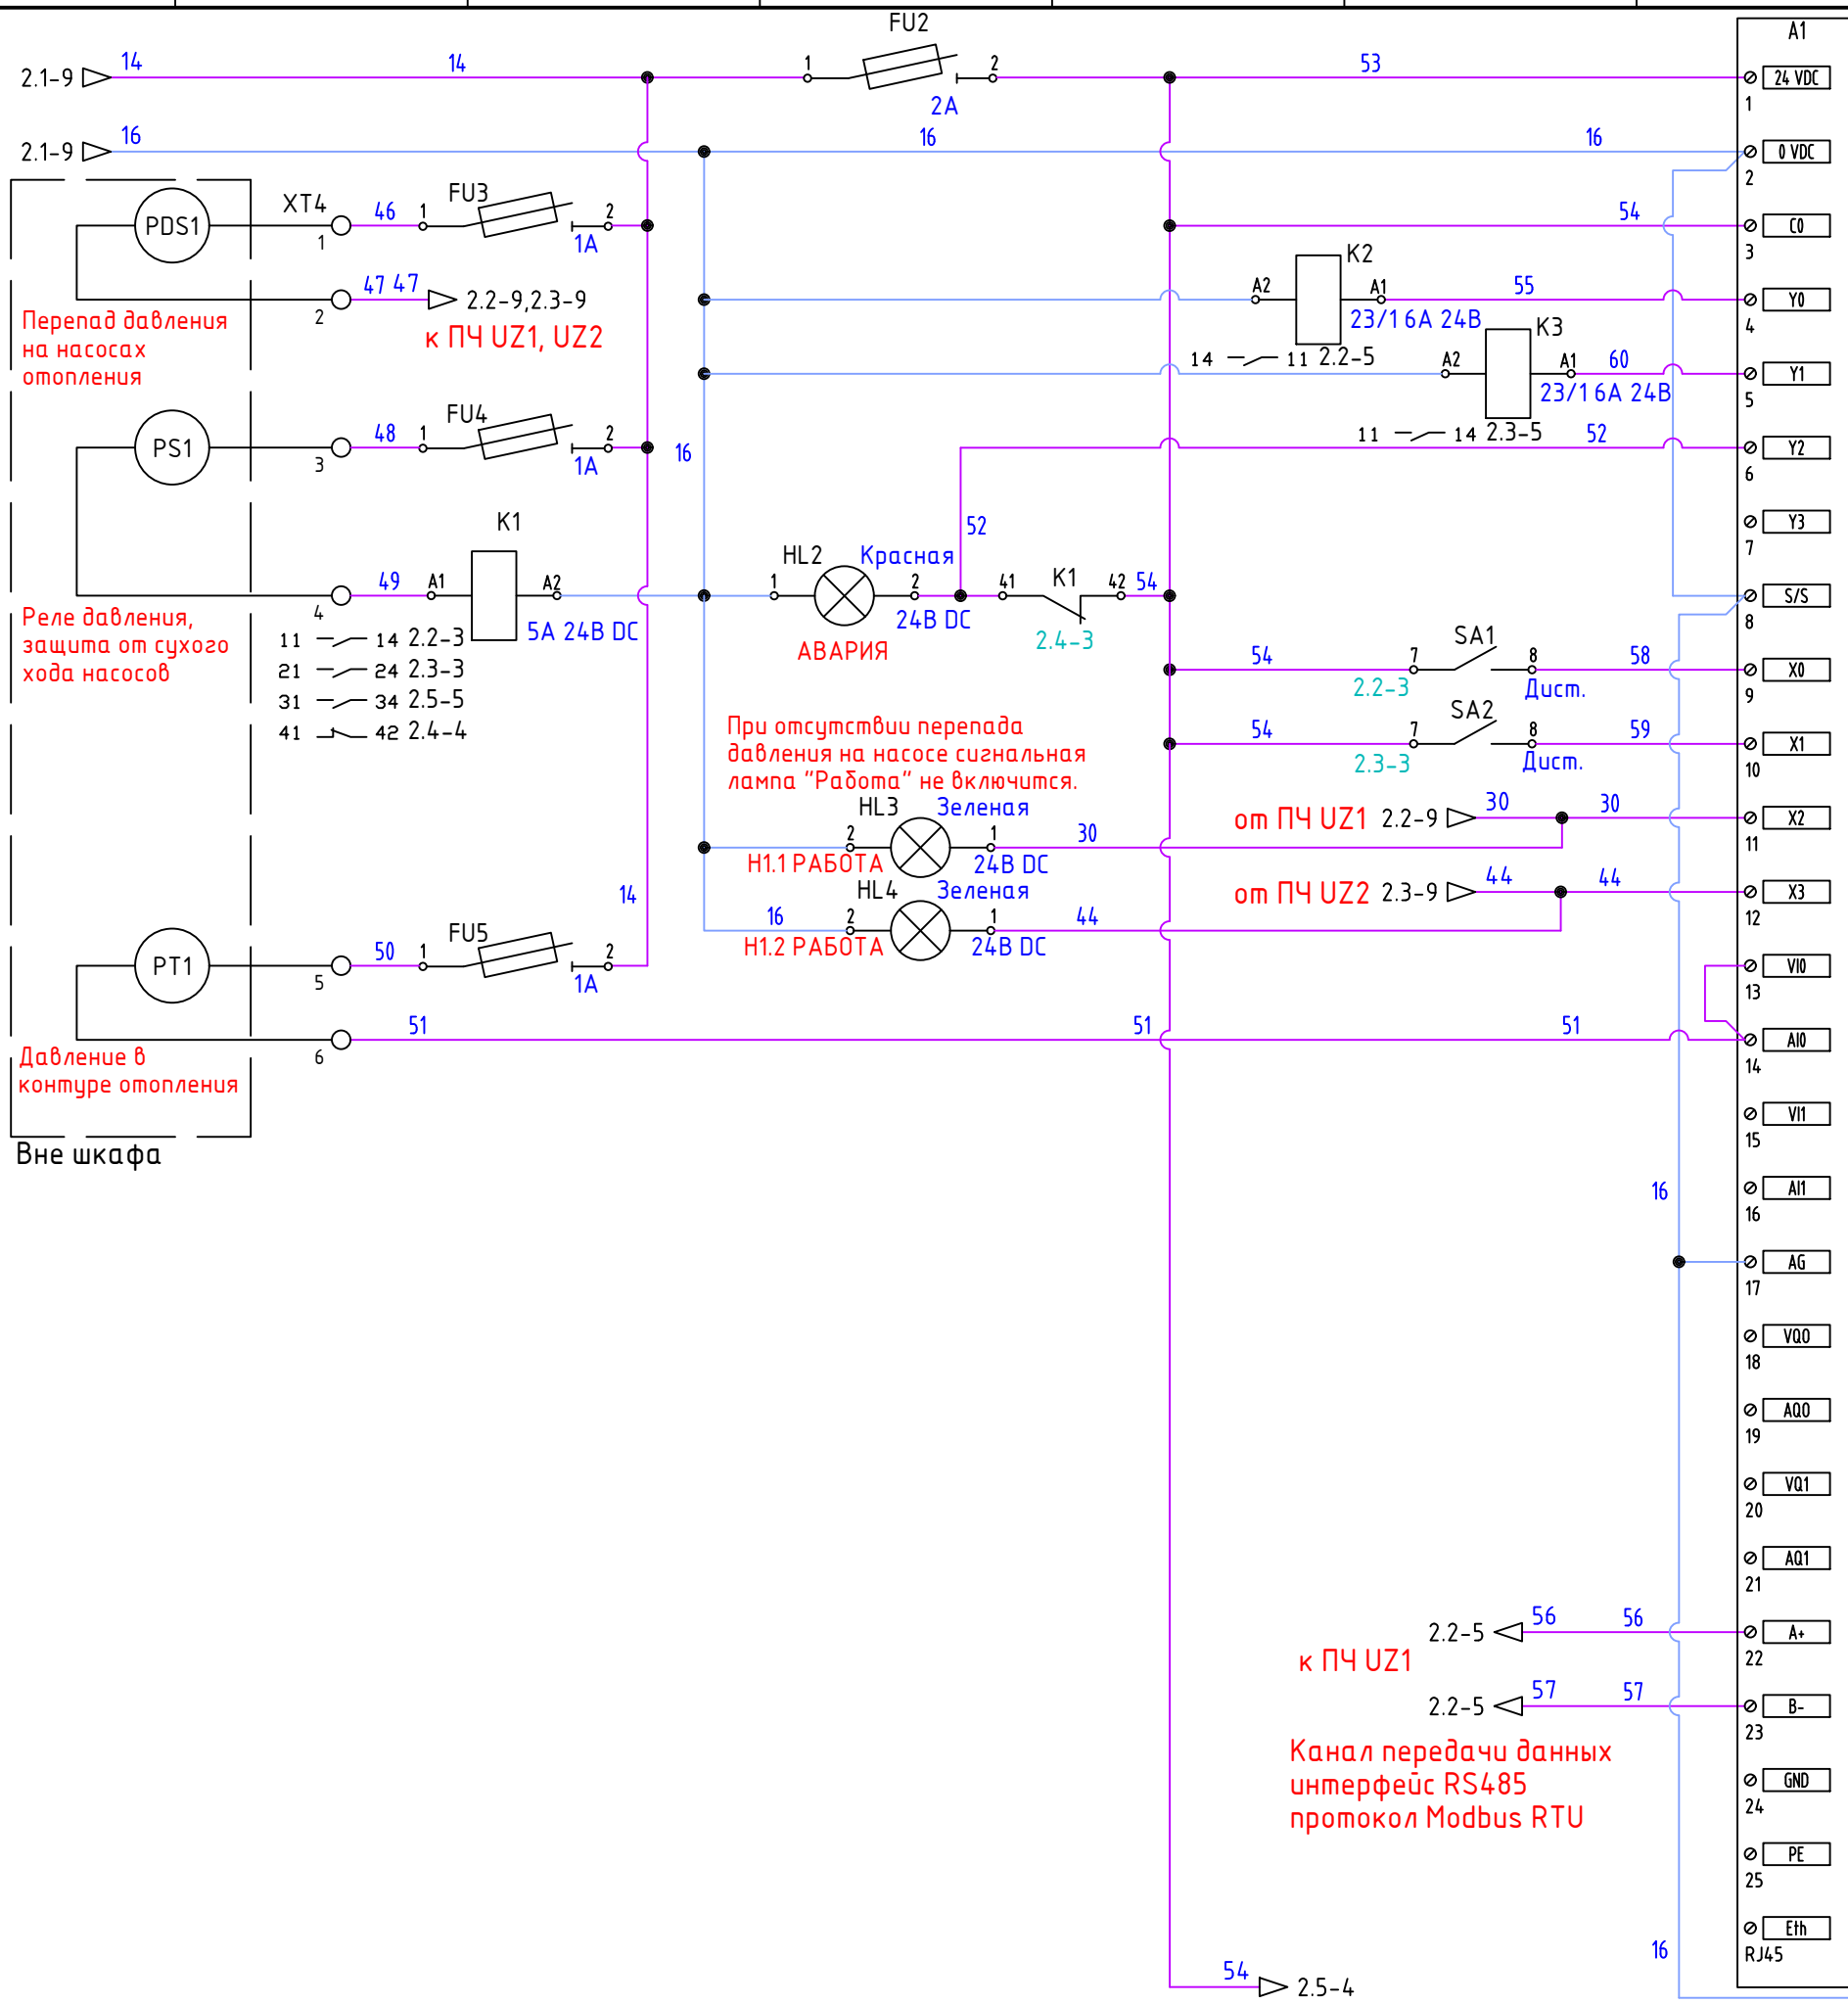 FU2
A1
2.1-9
14
14
1
2
53
24 VDC
1
2А
2.1-9
16
16
16
0 VDC
2
PDS1
XT4
1
46
1
FU3
2
1А
54
C0
3
2
47 47
2.2-9,2.3-9
к ПЧ UZ1, UZ2
Перепад давления
на насосах
отопления
A2
K2
A1
55
Y0
4
23/1 6А 24В
14
11 2.2-5
A2
K3
A1
60
Y1
5
23/1 6А 24В
11
14 2.3-5
PS1
3
48
1
FU4
2
1А
16
52
Y2
6
52
Y3
7
K1
4
49
A1
A2
5А 24В DC
Реле давления,
защита от сухого
хода насосов
11
14 2.2-3
21
24 2.3-3
31
34 2.5-5
41
42 2.4-4
HL2
Красная
1
2
24В DC
АВАРИЯ
41
K1
42
54
2.4-3
S/S
8
54
7
SA1
8
58
X0
9
2.2-3
Дист.
54
7
SA2
8
59
X1
10
2.3-3
Дист.
При отсутствии перепада
давления на насосе сигнальная
лампа "Работа" не включится.
HL3
Зеленая
2
1
30
Н1.1 РАБОТА
24В DC
от ПЧ UZ1 2.2-9
30
30
X2
11
HL4
Зеленая
16
2
1
44
Н1.2 РАБОТА
24В DC
от ПЧ UZ2 2.3-9
44
44
X3
12
14
PT1
5
50
1
FU5
2
1А
VI0
13
6
51
51
51
AI0
14
Давление в
контуре отопления
Вне шкафа
VI1
15
16
AI1
16
AG
17
VQ0
18
AQ0
19
VQ1
20
AQ1
21
2.2-5
56
56
A+
22
к ПЧ UZ1
2.2-5
57
57
B-
23
Канал передачи данных
интерфейс RS485
протокол Modbus RTU
GND
24
PE
25
16
Eth
RJ45
54
2.5-4